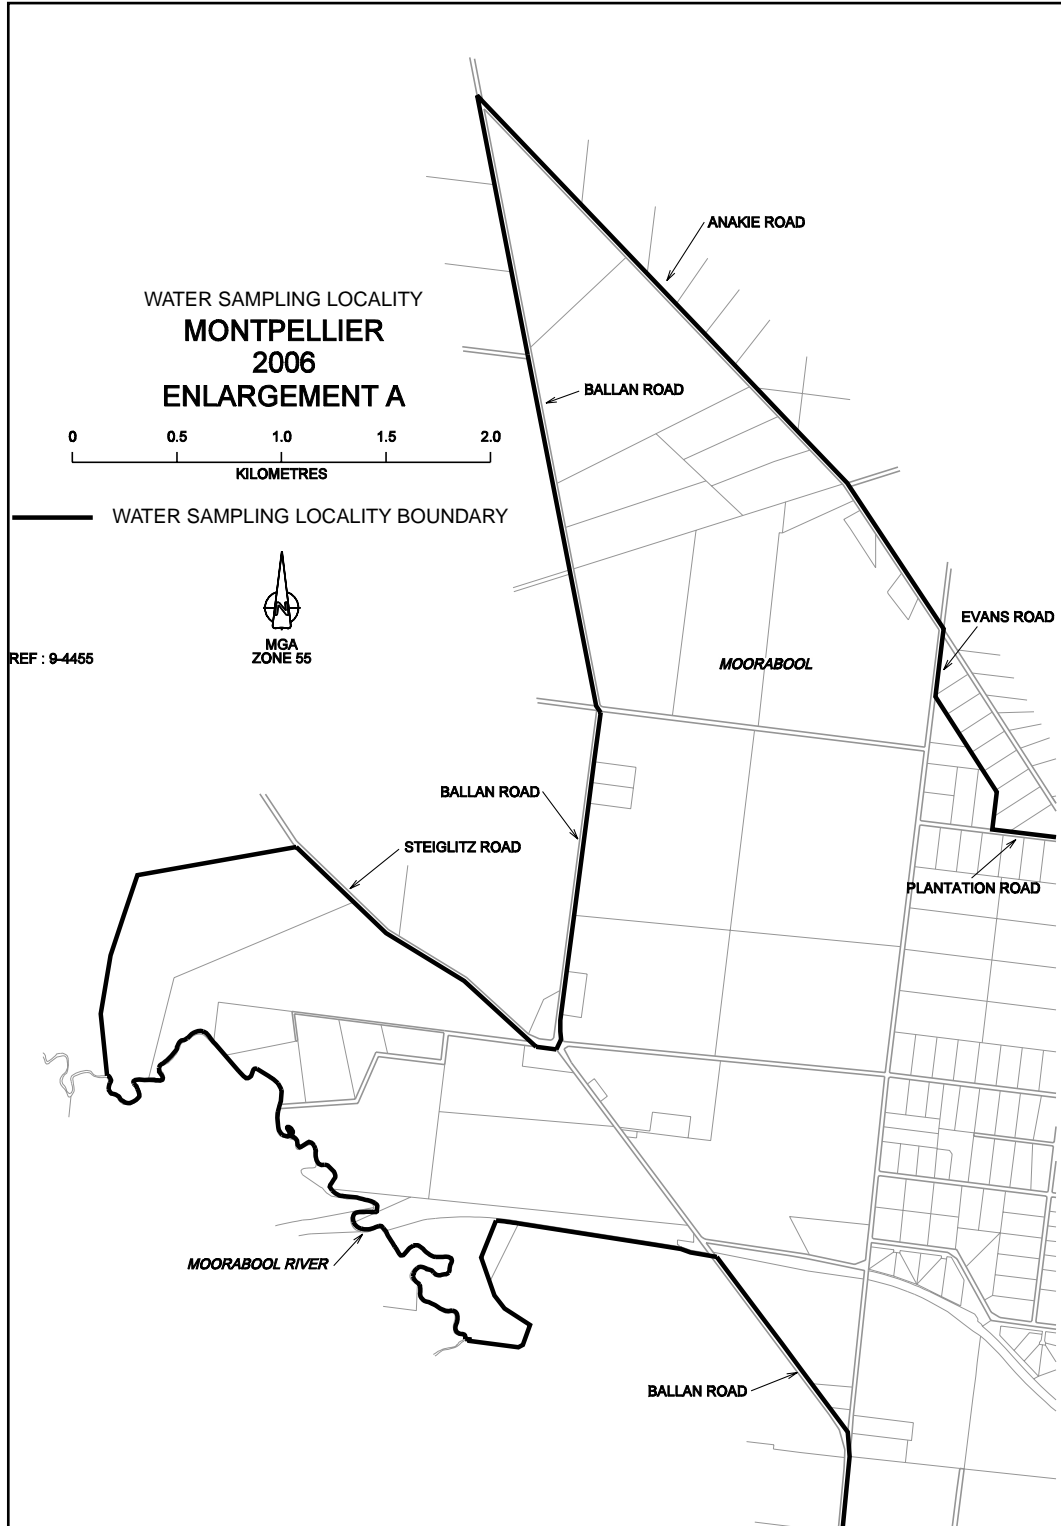 ANAKIE ROAD
WATER SAMPLING LOCALITY
MONTPELLIER
2006
ENLARGEMENT A
BALLAN ROAD
0 0.5 1.0 1.5 2.0
KILOMETRES
WATER SAMPLING LOCALITY BOUNDARY
N
MGA
ZONE 55
REF : 9-4455
EVANS ROAD
MOORABOOL
BALLAN ROAD
STEIGLITZ ROAD
PLANTATION ROAD
MOORABOOL RIVER
BALLAN ROAD